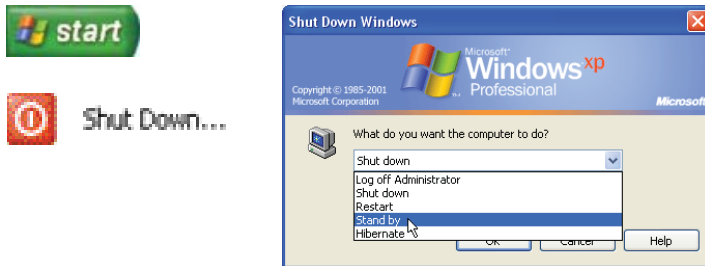 start
Shut Down...
Shut Down Windows
Microsoft®
Windows xp
Professional
Copyright © 1985-2001
Microsoft Corporation
Microsoft
What do you want the computer to do?
Shut down
Log off Administrator
Shut down
Restart
Stand by
Hibernate
OK Cancel Help